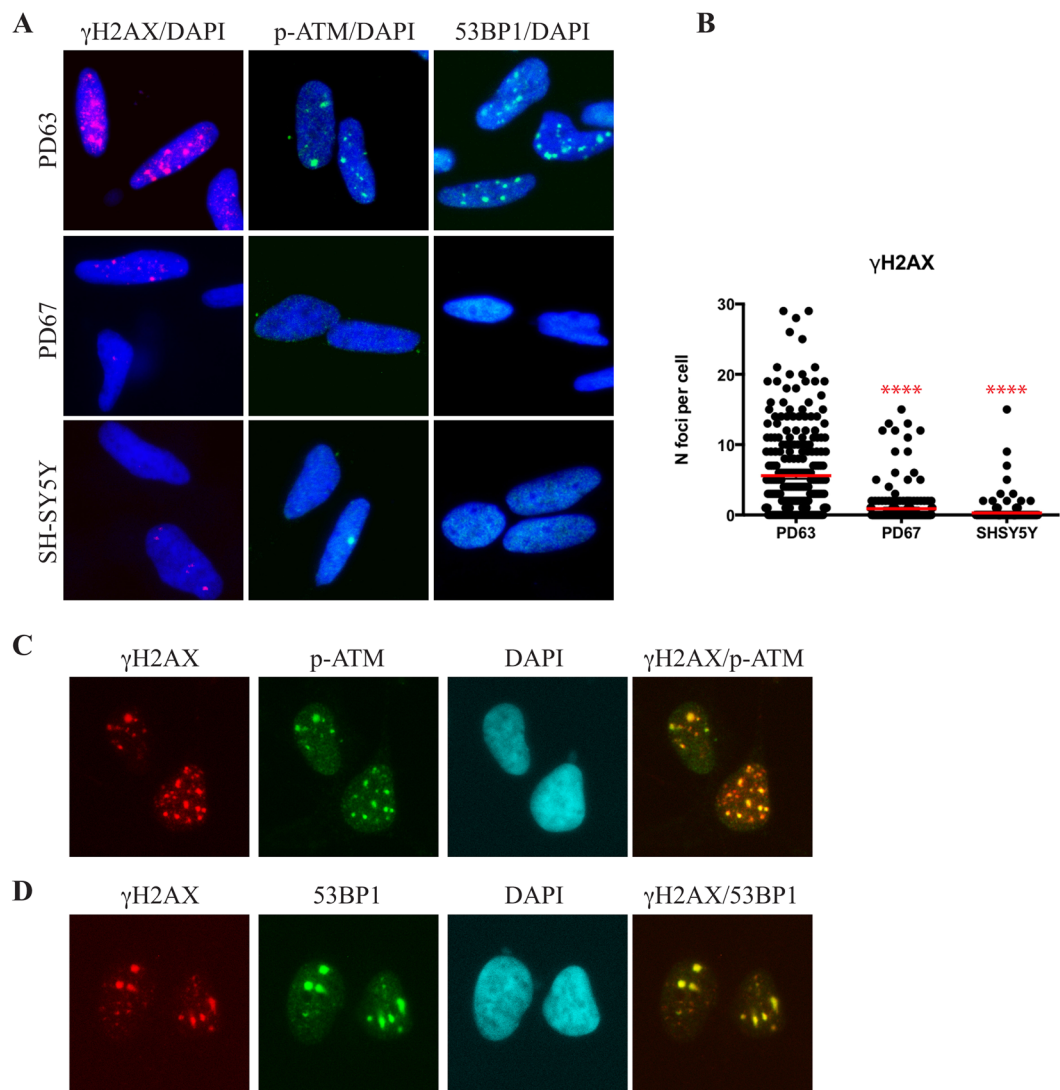 A
γH2AX/DAPI
p-ATM/DAPI
53BP1/DAPI
PD63
PD67
SH-SY5Y
B
γH2AX
N foci per cell
30
20
10
0
****
****
PD63
PD67
SHSY5Y
C
γH2AX
p-ATM
DAPI
γH2AX/p-ATM
D
γH2AX
53BP1
DAPI
γH2AX/53BP1